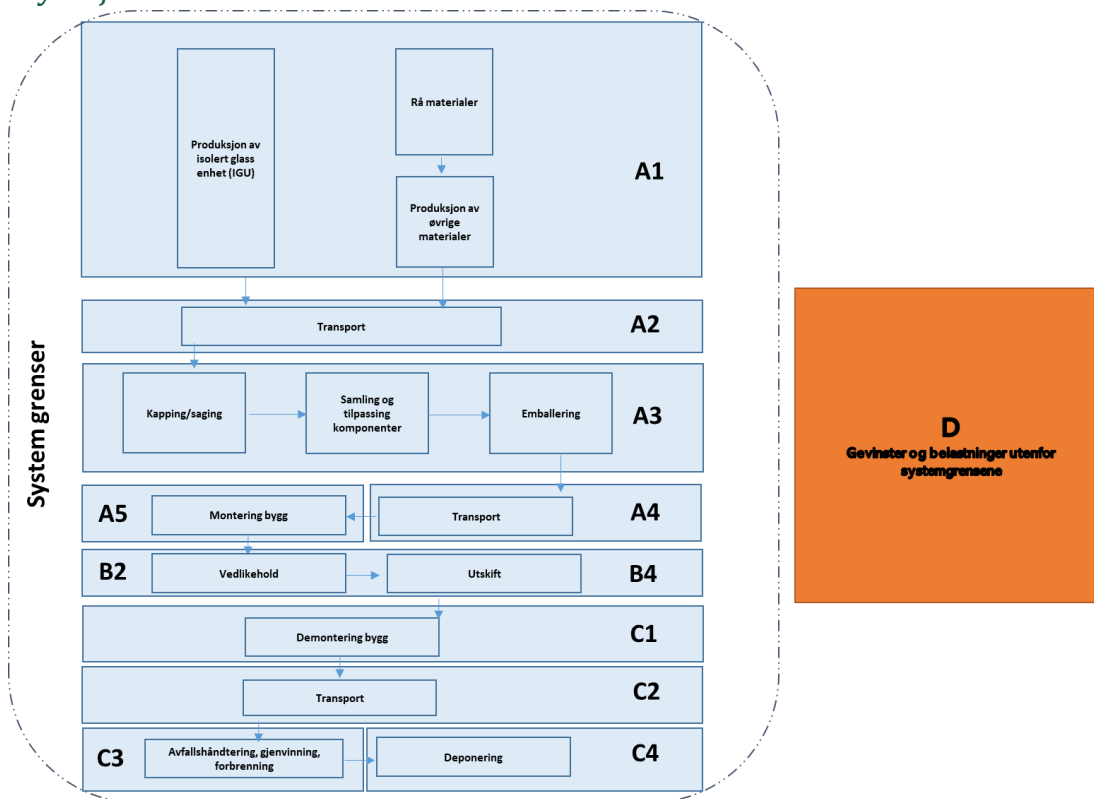 System grenser
Produksjon av
isolert glass
enhet (IGU)
Rå materialer
Produksjon av
øvrige
materialer
A1
Transport
A2
Kapping/saging
Samling og
tilpassing
komponenter
Emballering
A3
A5
Montering bygg
Transport
A4
B2
Vedlikehold
Utskift
B4
Demontering bygg
C1
Transport
C2
C3
Avfallshåndtering, gjenvinning,
forbrenning
Deponering
C4
D
Gevinster og belastninger utenfor
systemgrensene